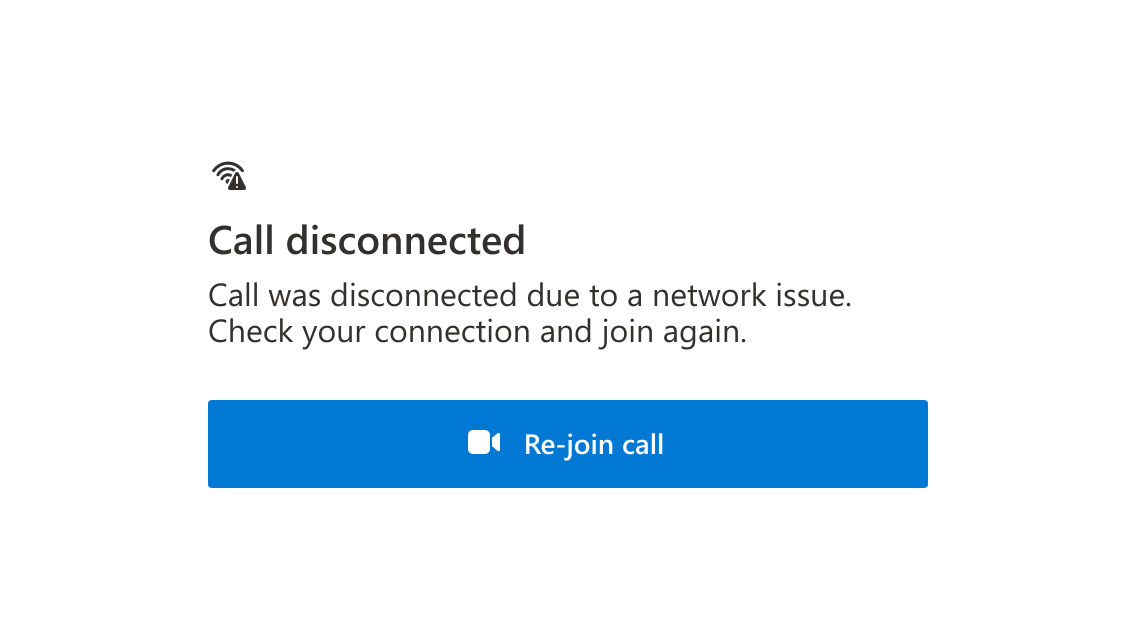 Call disconnected
Call was disconnected due to a network issue.
Check your connection and join again.
Re-join call